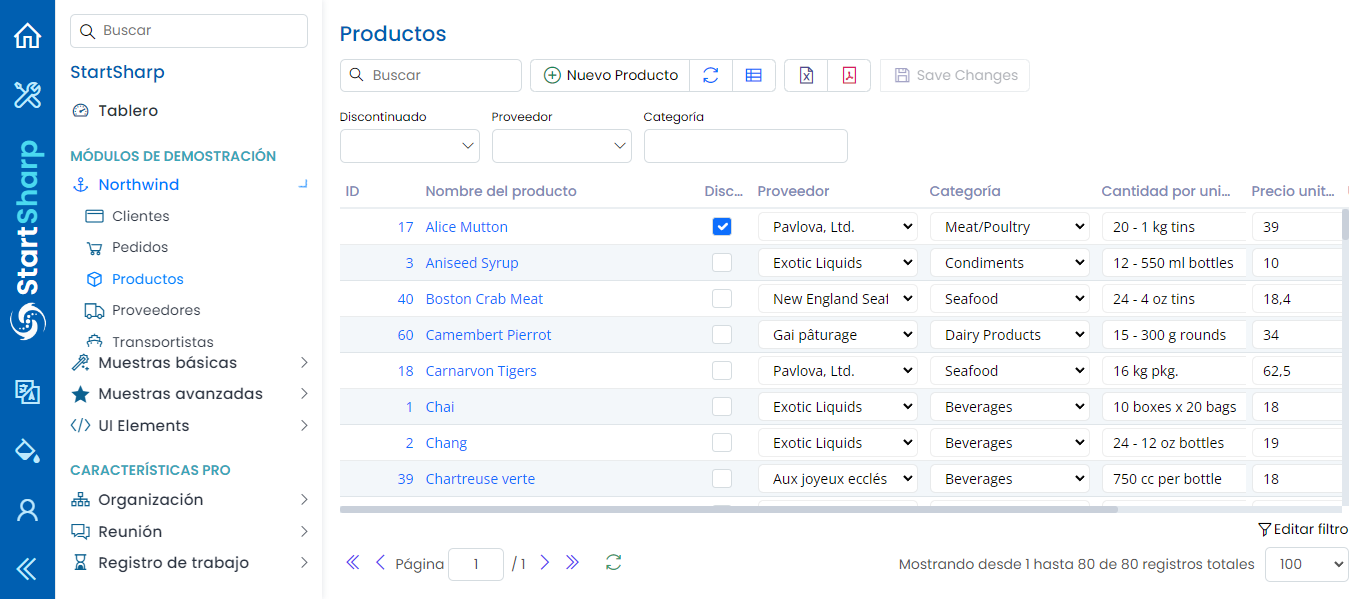 StartSharp
Buscar
StartSharp
Tablero
MÓDULOS DE DEMOSTRACIÓN
Northwind
Clientes
Pedidos
Productos
Proveedores
Transportistas
Muestras básicas
Muestras avanzadas
UI Elements
CARACTERÍSTICAS PRO
Organización
Reunión
Registro de trabajo
Productos
Buscar
Nuevo Producto
Save Changes
Discontinuado Proveedor Categoría
ID Nombre del producto Disc... Proveedor Categoría Cantidad por uni... Precio unit...
17 Alice Mutton Pavlova, Ltd. Meat/Poultry 20 - 1 kg tins 39
3 Aniseed Syrup Exotic Liquids Condiments 12 - 550 ml bottles 10
40 Boston Crab Meat New England Seaf Seafood 24 - 4 oz tins 18,4
60 Camembert Pierrot Gai pâturage Dairy Products 15 - 300 g rounds 34
18 Carnarvon Tigers Pavlova, Ltd. Seafood 16 kg pkg. 62,5
1 Chai Exotic Liquids Beverages 10 boxes x 20 bags 18
2 Chang Exotic Liquids Beverages 24 - 12 oz bottles 19
39 Chartreuse verte Aux joyeux ecclés Beverages 750 cc per bottle 18
Editar filtro
Página 1 / 1
Mostrando desde 1 hasta 80 de 80 registros totales 100